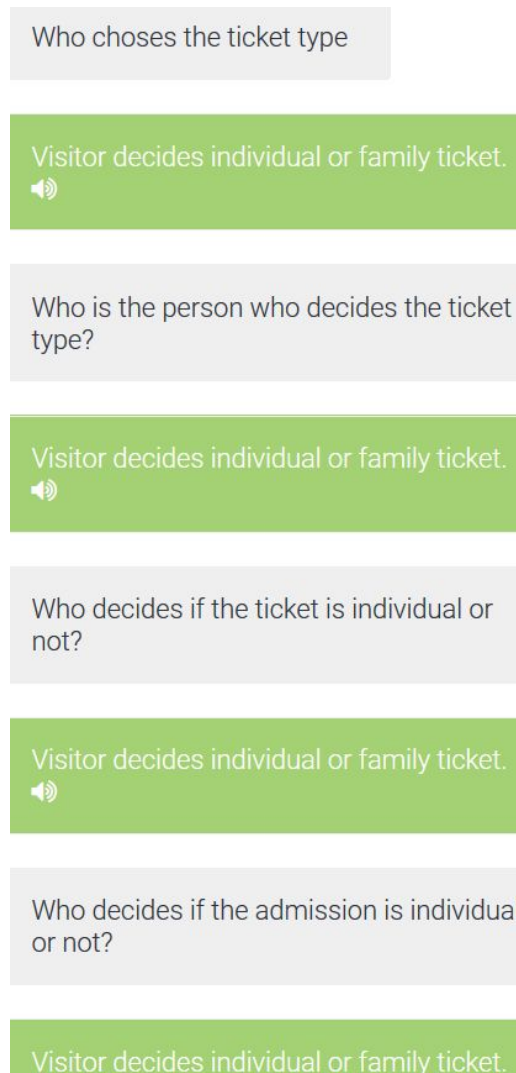 Who choses the ticket type
Visitor decides individual or family ticket.
Who is the person who decides the ticket
type?
Visitor decides individual or family ticket.
Who decides if the ticket is individual or
not?
Visitor decides individual or family ticket.
Who decides if the admission is individua
or not?
Visitor decides individual or family ticket.